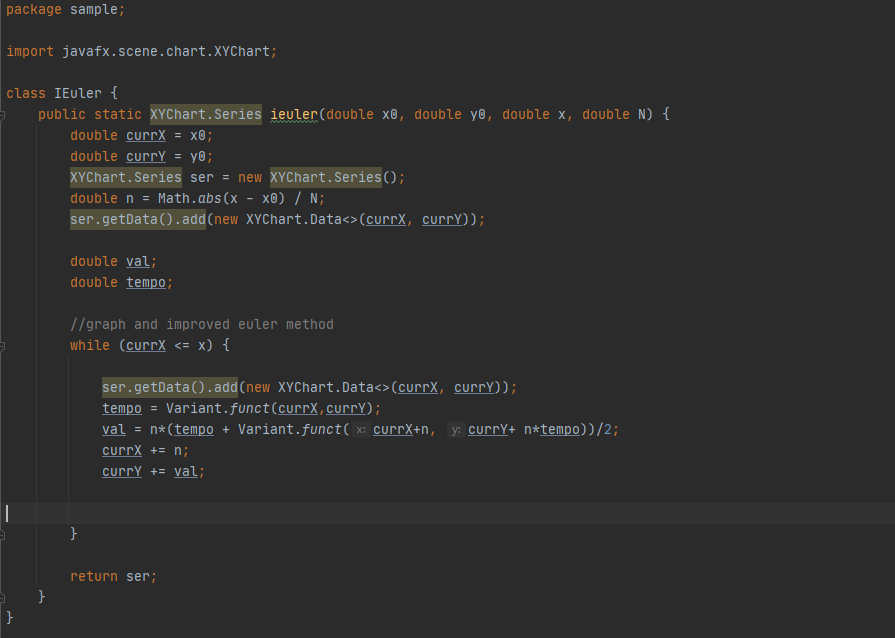 package sample;
import javafx.scene.chart.XYChart;
class IEuler {
public static XYChart.Series ieuler(double x0, double y0, double x, double N) {
double currX = x0;
double currY = y0;
XYChart.Series ser = new XYChart.Series();
double n = Math.abs(x - x0) / N;
ser.getData().add(new XYChart.Data<>(currX, currY));
double val;
double tempo;
//graph and improved euler method
while (currX <= x) {
ser.getData().add(new XYChart.Data<>(currX, currY));
tempo = Variant.funct(currX,currY);
val = n*(tempo + Variant.funct( x: currX+n, y: currY+ n*tempo))/2;
currX += n;
currY += val;
}
return ser;
}
}